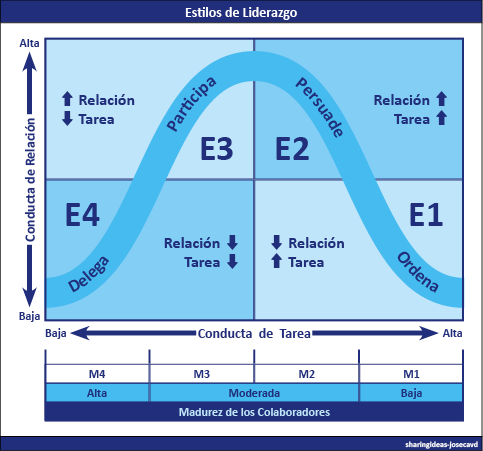 Estilos de Liderazgo
Alta
Conducta de Relación
Baja
Relación
Tarea
Participa
E3
Persuade
E2
Relación
Tarea
E4
Delega
Relación
Tarea
Relación
Tarea
E1
Ordena
Baja
Conducta de Tarea
Alta
M4 M3 M2 M1
Alta Moderada Baja
Madurez de los Colaboradores
sharingideas-josecavd